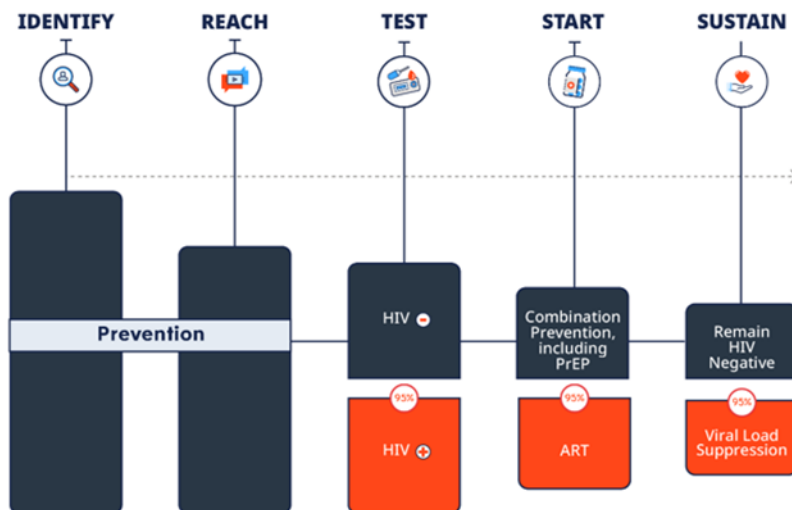 IDENTIFY
REACH
TEST
START
SUSTAIN
Prevention
HIV -
Combination
Prevention,
including
PrEP
Remain
HIV
Negative
95%
95%
95%
HIV +
ART
Viral Load
Suppression